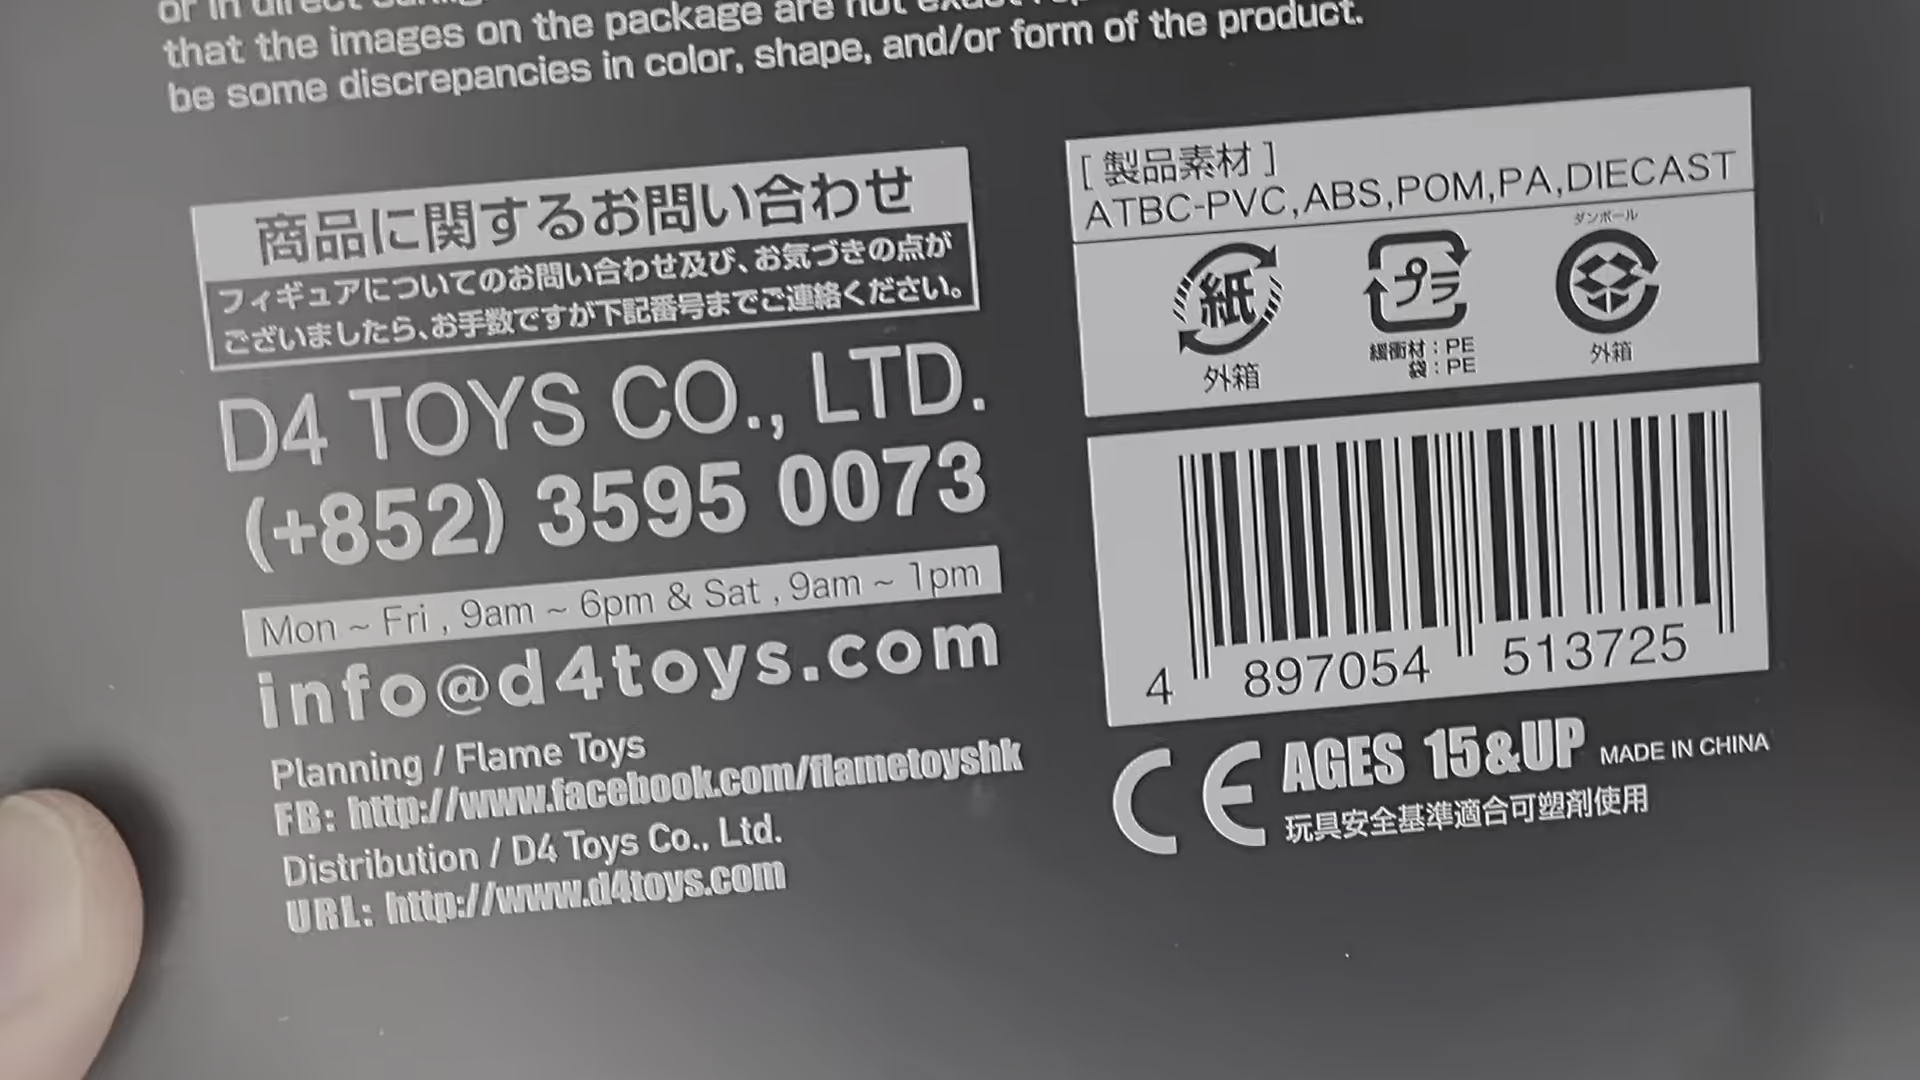 or in direct
that the images on the package are not exact
be some discrepancies in color, shape, and/or form of the product.
商品に関するお問い合わせ
フィギュアについてのお問い合わせ及び、お気づきの点が
ございましたら、お手数ですが下記番号までご連絡ください。
D4 TOYS CO., LTD.
(+852) 3595 0073
Mon ~ Fri , 9am ~ 6pm & Sat , 9am ~ 1pm
info@d4toys.com
Planning / Flame Toys
FB: http://www.facebook.com/flametoyshk
Distribution / D4 Toys Co., Ltd.
URL: http://www.d4toys.com
[ 製品素材 ]
ATBC-PVC,ABS,POM,PA,DIECAST
紙
外箱
プラ
緩衝材：PE
袋：PE
ダンボール
外箱
4 897054 513725
CE AGES 15&UP MADE IN CHINA
玩具安全基準適合可塑剤使用